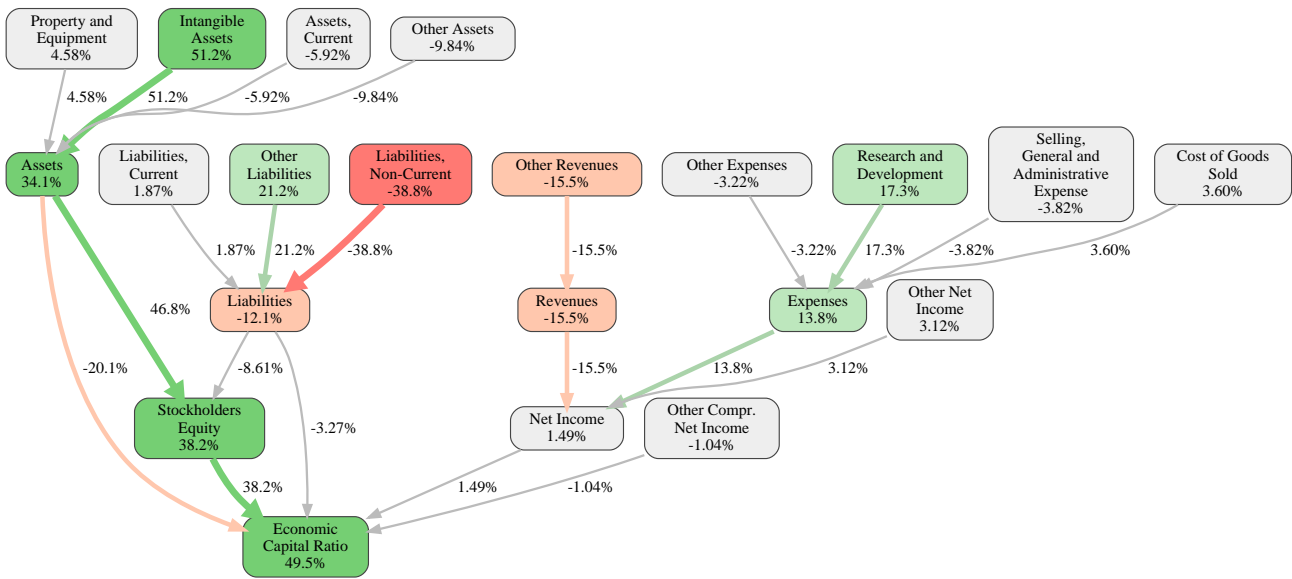 Property and
Equipment
4.58%
Intangible
Assets
51.2%
Assets,
Current
-5.92%
Other Assets
-9.84%
4.58%
51.2%
-5.92%
-9.84%
Assets
34.1%
Liabilities,
Current
1.87%
Other
Liabilities
21.2%
Liabilities,
Non-Current
-38.8%
Other Revenues
-15.5%
Other Expenses
-3.22%
Research and
Development
17.3%
Selling,
General and
Administrative
Expense
-3.82%
Cost of Goods
Sold
3.60%
1.87%
21.2%
-38.8%
-15.5%
-3.22%
17.3%
-3.82%
3.60%
46.8%
Liabilities
-12.1%
Revenues
-15.5%
Expenses
13.8%
Other Net
Income
3.12%
-20.1%
-8.61%
-15.5%
13.8%
3.12%
Stockholders
Equity
38.2%
-3.27%
Net Income
1.49%
Other Compr.
Net Income
-1.04%
38.2%
1.49%
-1.04%
Economic
Capital Ratio
49.5%